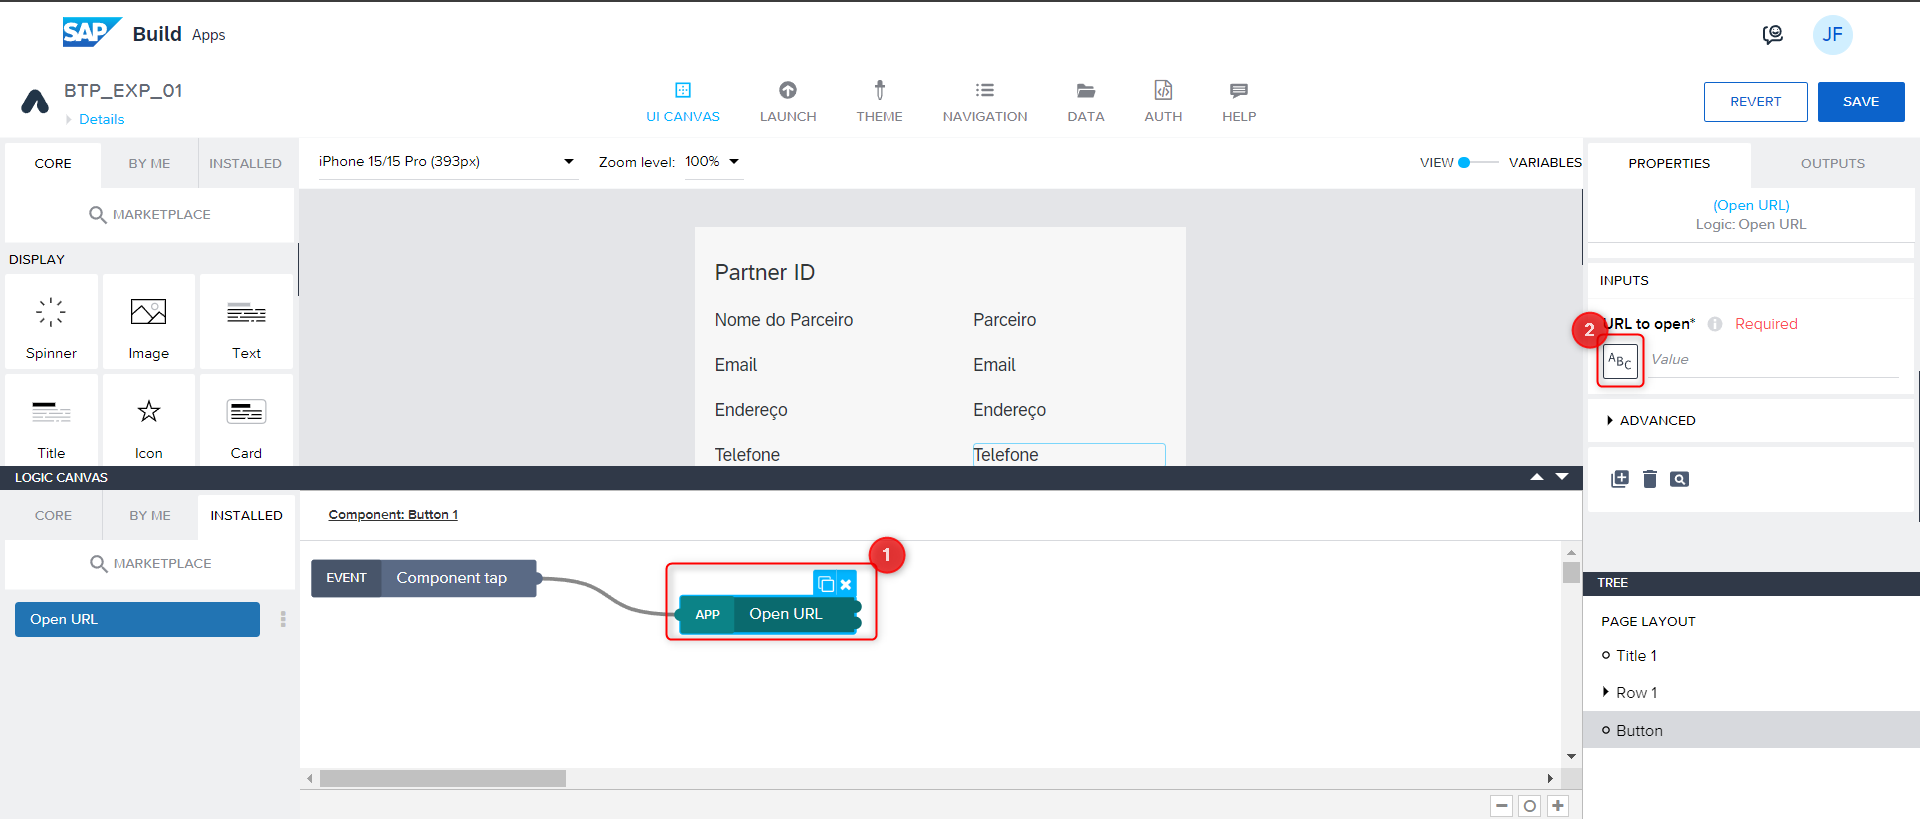 SAP Build Apps
JF
BTP_EXP_01
Details
UI CANVAS
LAUNCH
THEME
NAVIGATION
DATA
AUTH
HELP
REVERT
SAVE
CORE
BY ME
INSTALLED
MARKETPLACE
DISPLAY
Spinner
Image
Text
Title
Icon
Card
iPhone 15/15 Pro (393px)
Zoom level: 100%
VIEW
VARIABLES
Partner ID
Nome do Parceiro
Parceiro
Email
Email
Endereço
Endereço
Telefone
Telefone
PROPERTIES
OUTPUTS
(Open URL)
Logic: Open URL
INPUTS
2
URL to open*
Required
ABC
Value
ADVANCED
LOGIC CANVAS
CORE
BY ME
INSTALLED
MARKETPLACE
Open URL
Component: Button 1
EVENT
Component tap
1
APP
Open URL
TREE
PAGE LAYOUT
Title 1
Row 1
Button